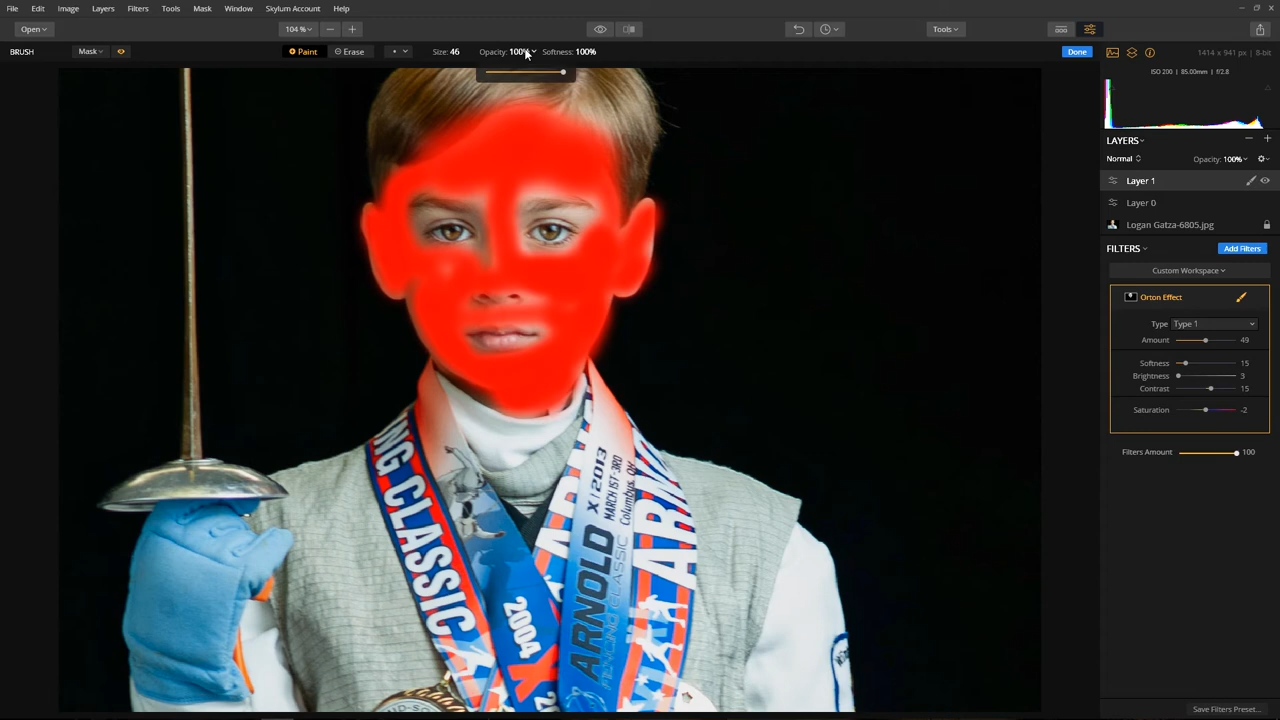 File Edit Image Layers Filters Tools Mask Window Skylum Account Help
Open 104 % Tools
BRUSH Mask Paint Erase Size: 46 Opacity: 100% Softness: 100% Done 1414 x 941 px | 8-bit
ISO 200 | 85.00mm | f/2.8
LAYERS
Normal Opacity: 100%
Layer 1
Layer 0
Logan Gatza-6805.jpg
FILTERS Add Filters
Custom Workspace
Orton Effect
Type Type 1
Amount 49
Softness 15
Brightness 3
Contrast 15
Saturation -2
Filters Amount 100
Save Filters Preset...
NG CLASSIC
2004
X | 2013
MARCH 1ST-3RD
Columbus, OH
ARNOLD
FENCING CLASSIC
ARN